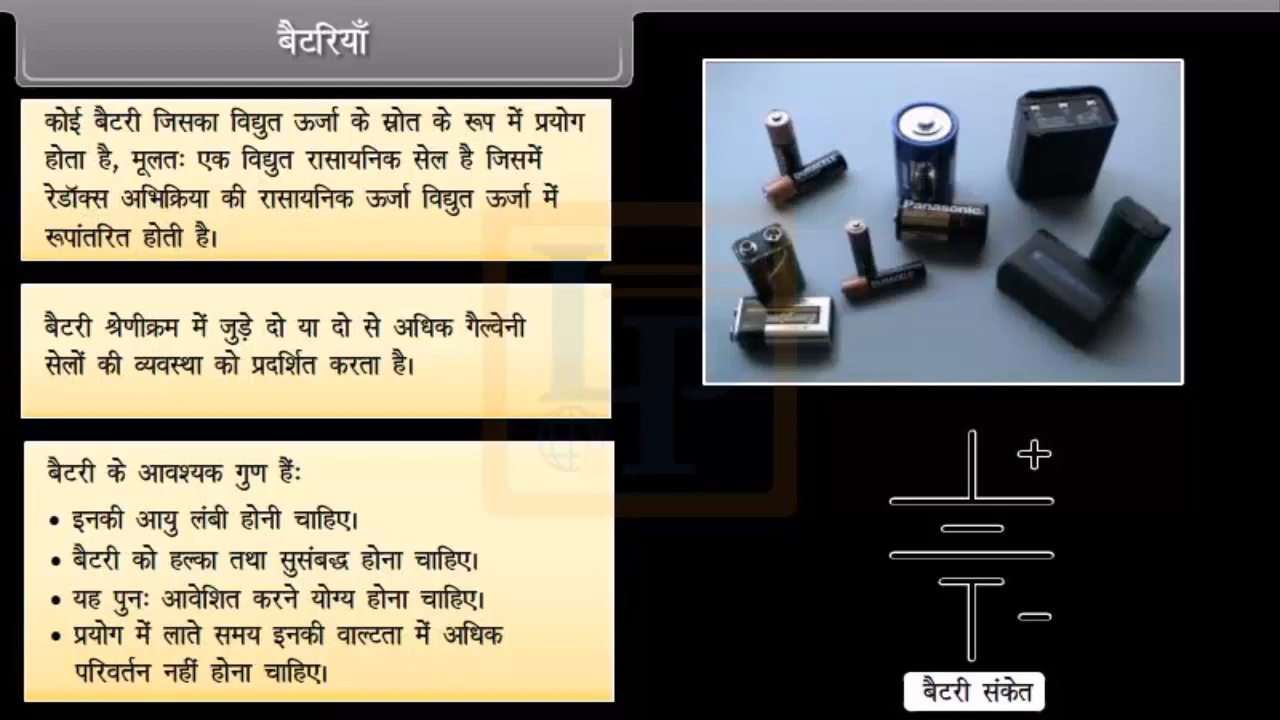 बैटरियाँ
कोई बैटरी जिसका विद्युत ऊर्जा के स्रोत के रूप में प्रयोग
होता है, मूलतः एक विद्युत रासायनिक सेल है जिसमें
रेडॉक्स अभिक्रिया की रासायनिक ऊर्जा विद्युत ऊर्जा में
रूपांतरित होती है।
बैटरी श्रेणीक्रम में जुड़े दो या दो से अधिक गैल्वेनी
सेलों की व्यवस्था को प्रदर्शित करता है।
बैटरी के आवश्यक गुण हैंः
• इनकी आयु लंबी होनी चाहिए।
• बैटरी को हल्का तथा सुसंबद्ध होना चाहिए।
• यह पुनः आवेशित करने योग्य होना चाहिए।
• प्रयोग में लाते समय इनकी वाल्टता में अधिक
परिवर्तन नहीं होना चाहिए।
DURACELL
Panasonic
DURACELL
+
−
बैटरी संकेत